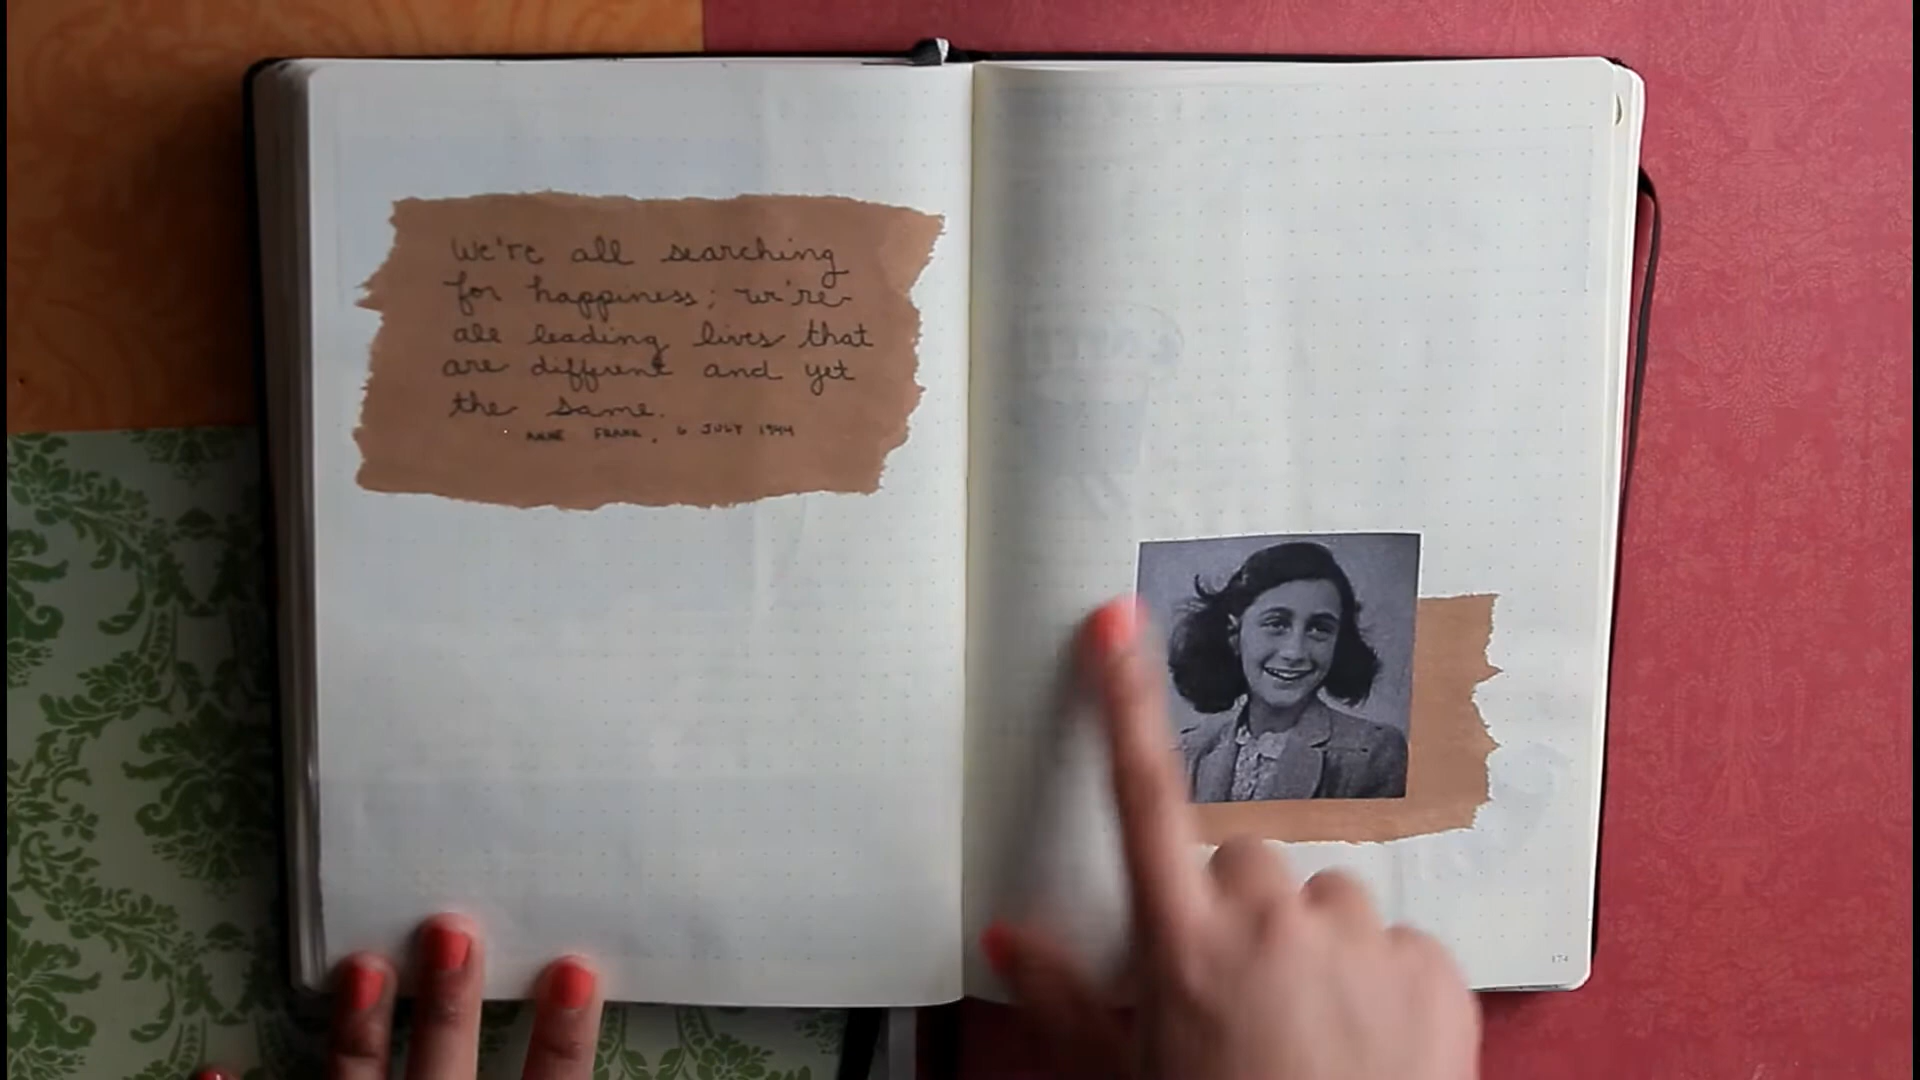 We're all searching
for happiness; we're
all leading lives that
are different and yet
the same.
ANNE FRANK, 6 JULY 1944
174